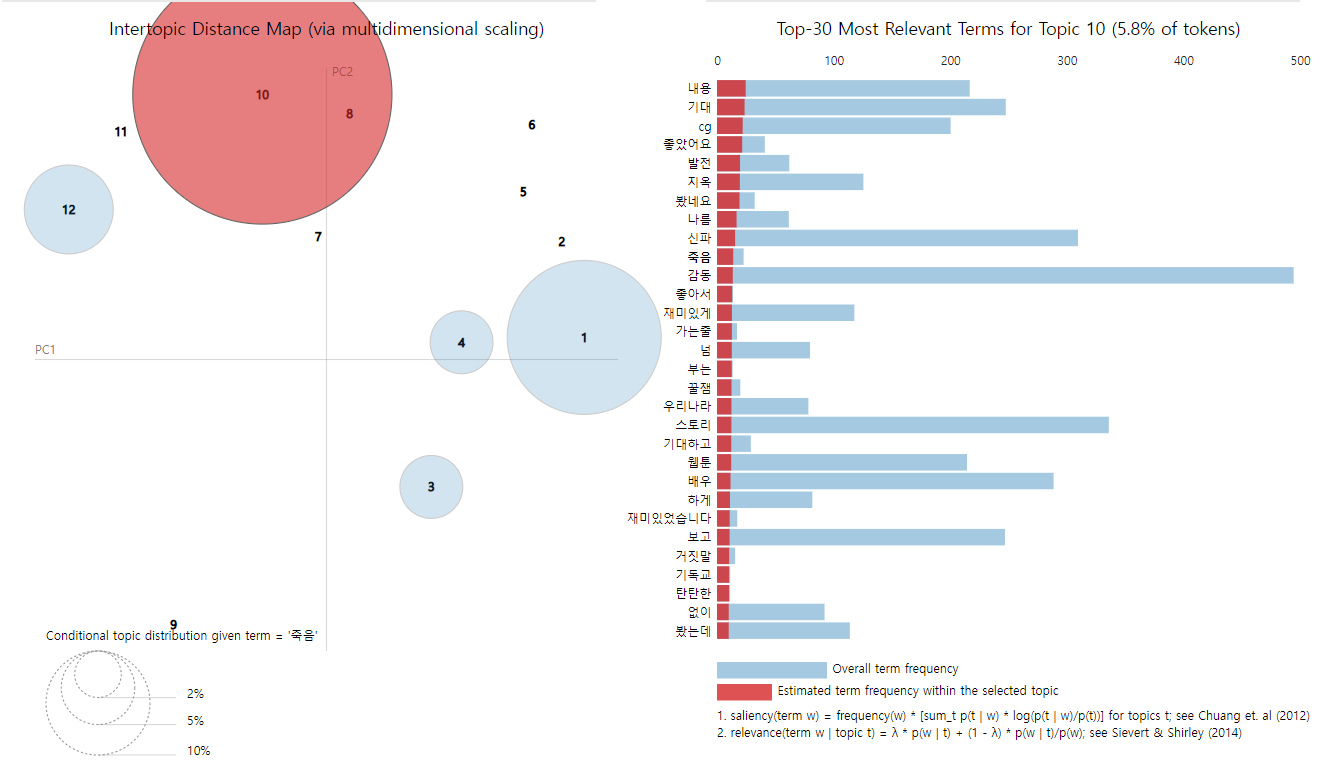 Intertopic Distance Map (via multidimensional scaling)
PC2
10
8
11
6
5
12
7
2
1
4
PC1
3
9
Conditional topic distribution given term = '죽음'
2%
5%
10%
Top-30 Most Relevant Terms for Topic 10 (5.8% of tokens)
0 100 200 300 400 500
내용
기대
cg
좋았어요
발전
지옥
봤네요
나름
신파
죽음
감동
좋아서
재미있게
가는줄
넘
부는
꿀잼
우리나라
스토리
기대하고
웹툰
배우
하게
재미있었습니다
보고
거짓말
기독교
탄탄한
없이
봤는데
Overall term frequency
Estimated term frequency within the selected topic
1. saliency(term w) = frequency(w) * [sum_t p(t | w) * log(p(t | w)/p(t))] for topics t; see Chuang et. al (2012)
2. relevance(term w | topic t) = λ * p(w | t) + (1 - λ) * p(w | t)/p(w); see Sievert & Shirley (2014)